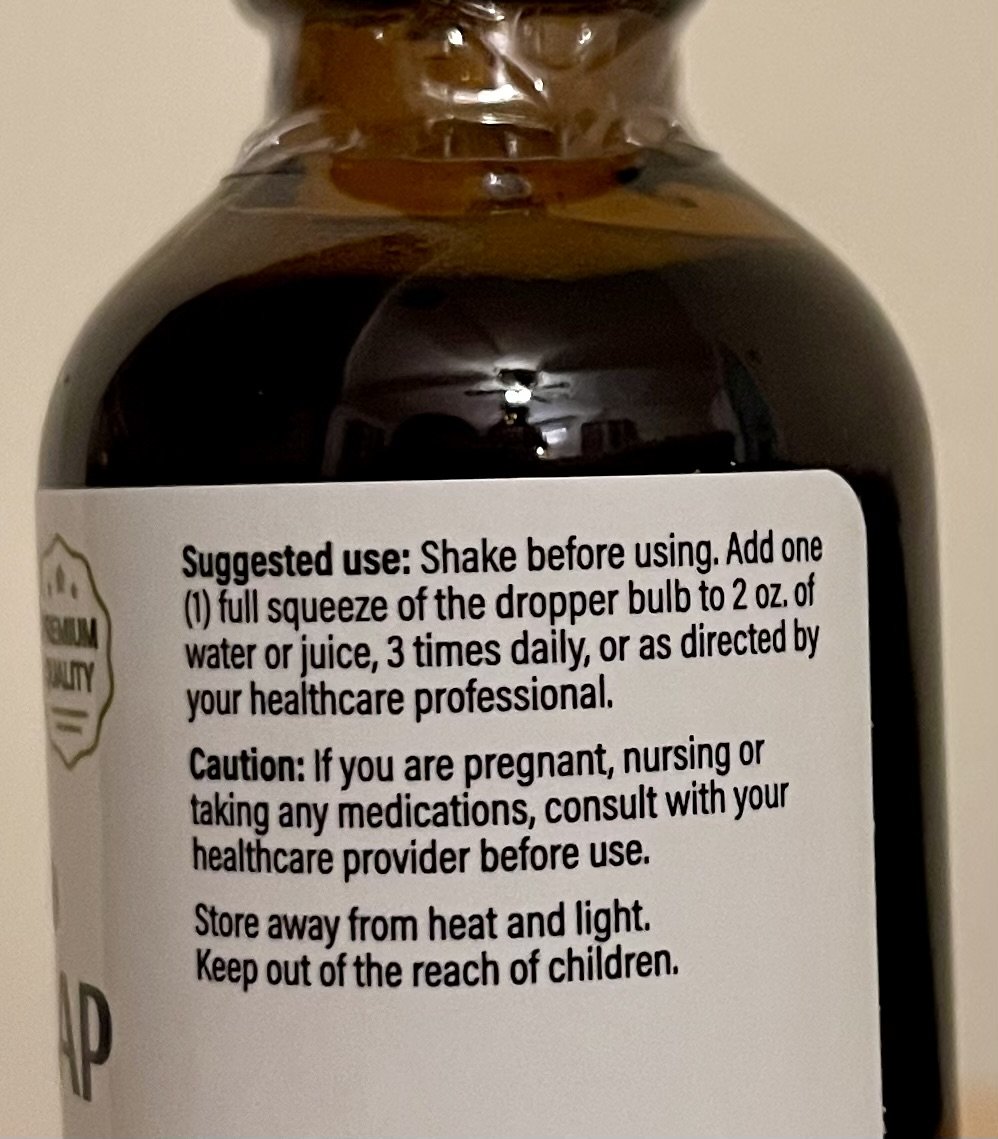 Suggested use: Shake before using. Add one
(1) full squeeze of the dropper bulb to 2 oz. of
water or juice, 3 times daily, or as directed by
your healthcare professional.
Caution: If you are pregnant, nursing or
taking any medications, consult with your
healthcare provider before use.
Store away from heat and light.
Keep out of the reach of children.
EMIUM
ALITY
AP